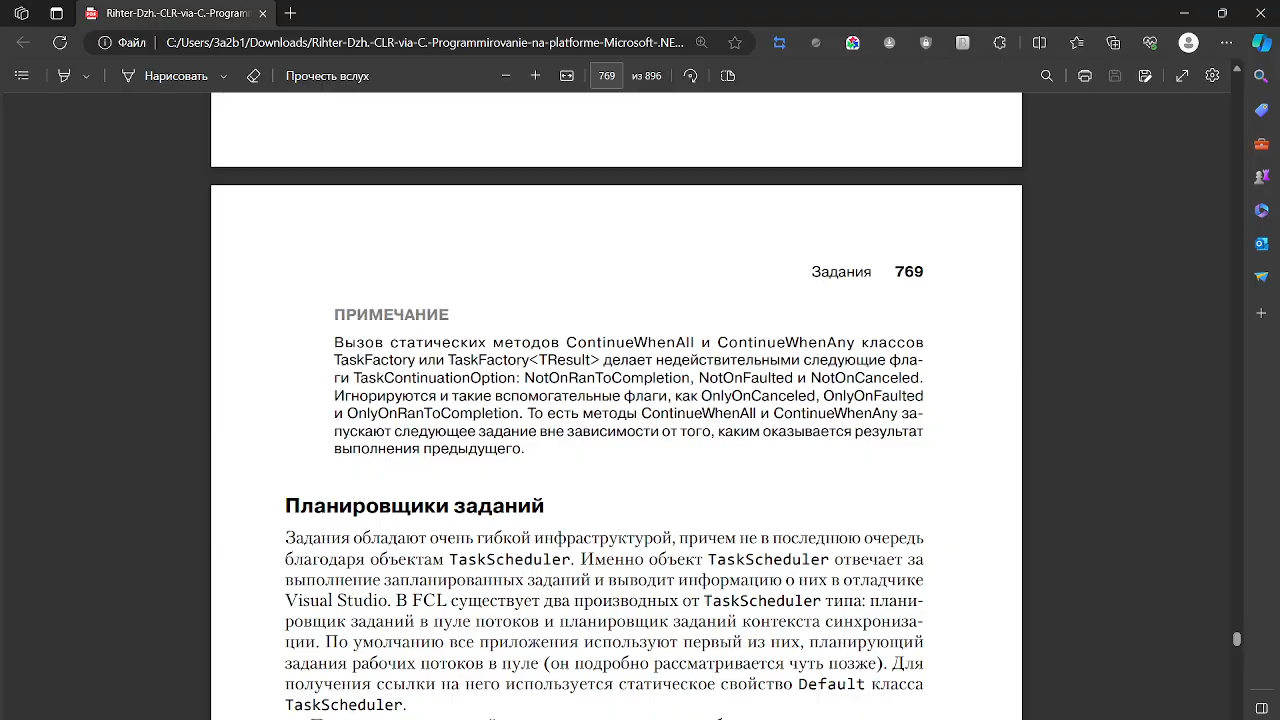 Rihter-Dzh.-CLR-via-C.-Programm
Файл
C:/Users/3a2b1/Downloads/Rihter-Dzh.-CLR-via-C.-Programmirovanie-na-platforme-Microsoft-.NE...
Нарисовать
Прочесть вслух
769
из 896
Задания 769
ПРИМЕЧАНИЕ
Вызов статических методов ContinueWhenAll и ContinueWhenAny классов
TaskFactory или TaskFactory<TResult> делает недействительными следующие фла-
ги TaskContinuationOption: NotOnRanToCompletion, NotOnFaulted и NotOnCanceled.
Игнорируются и такие вспомогательные флаги, как OnlyOnCanceled, OnlyOnFaulted
и OnlyOnRanToCompletion. То есть методы ContinueWhenAll и ContinueWhenAny за-
пускают следующее задание вне зависимости от того, каким оказывается результат
выполнения предыдущего.
Планировщики заданий
Задания обладают очень гибкой инфраструктурой, причем не в последнюю очередь
благодаря объектам TaskScheduler. Именно объект TaskScheduler отвечает за
выполнение запланированных заданий и выводит информацию о них в отладчике
Visual Studio. В FCL существует два производных от TaskScheduler типа: плани-
ровщик заданий в пуле потоков и планировщик заданий контекста синхрониза-
ции. По умолчанию все приложения используют первый из них, планирующий
задания рабочих потоков в пуле (он подробно рассматривается чуть позже). Для
получения ссылки на него используется статическое свойство Default класса
TaskScheduler.